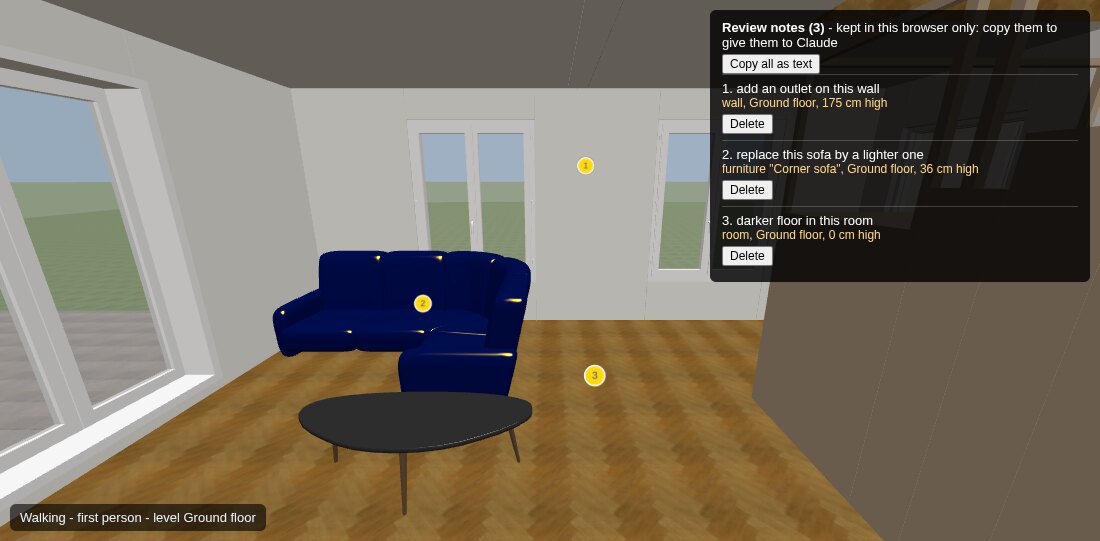 Review notes (3) - kept in this browser only: copy them to
give them to Claude
Copy all as text
1. add an outlet on this wall
wall, Ground floor, 175 cm high
Delete
2. replace this sofa by a lighter one
furniture "Corner sofa", Ground floor, 36 cm high
Delete
3. darker floor in this room
room, Ground floor, 0 cm high
Delete
1
2
3
Walking - first person - level Ground floor